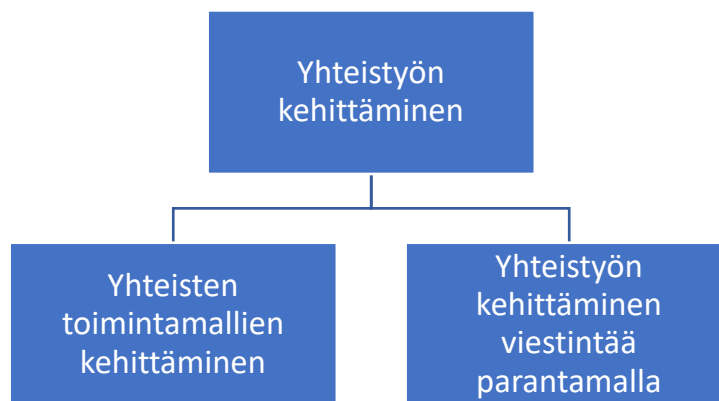 Yhteistyön
kehittäminen
Yhteisten
toimintamallien
kehittäminen
Yhteistyön
kehittäminen
viestintää
parantamalla